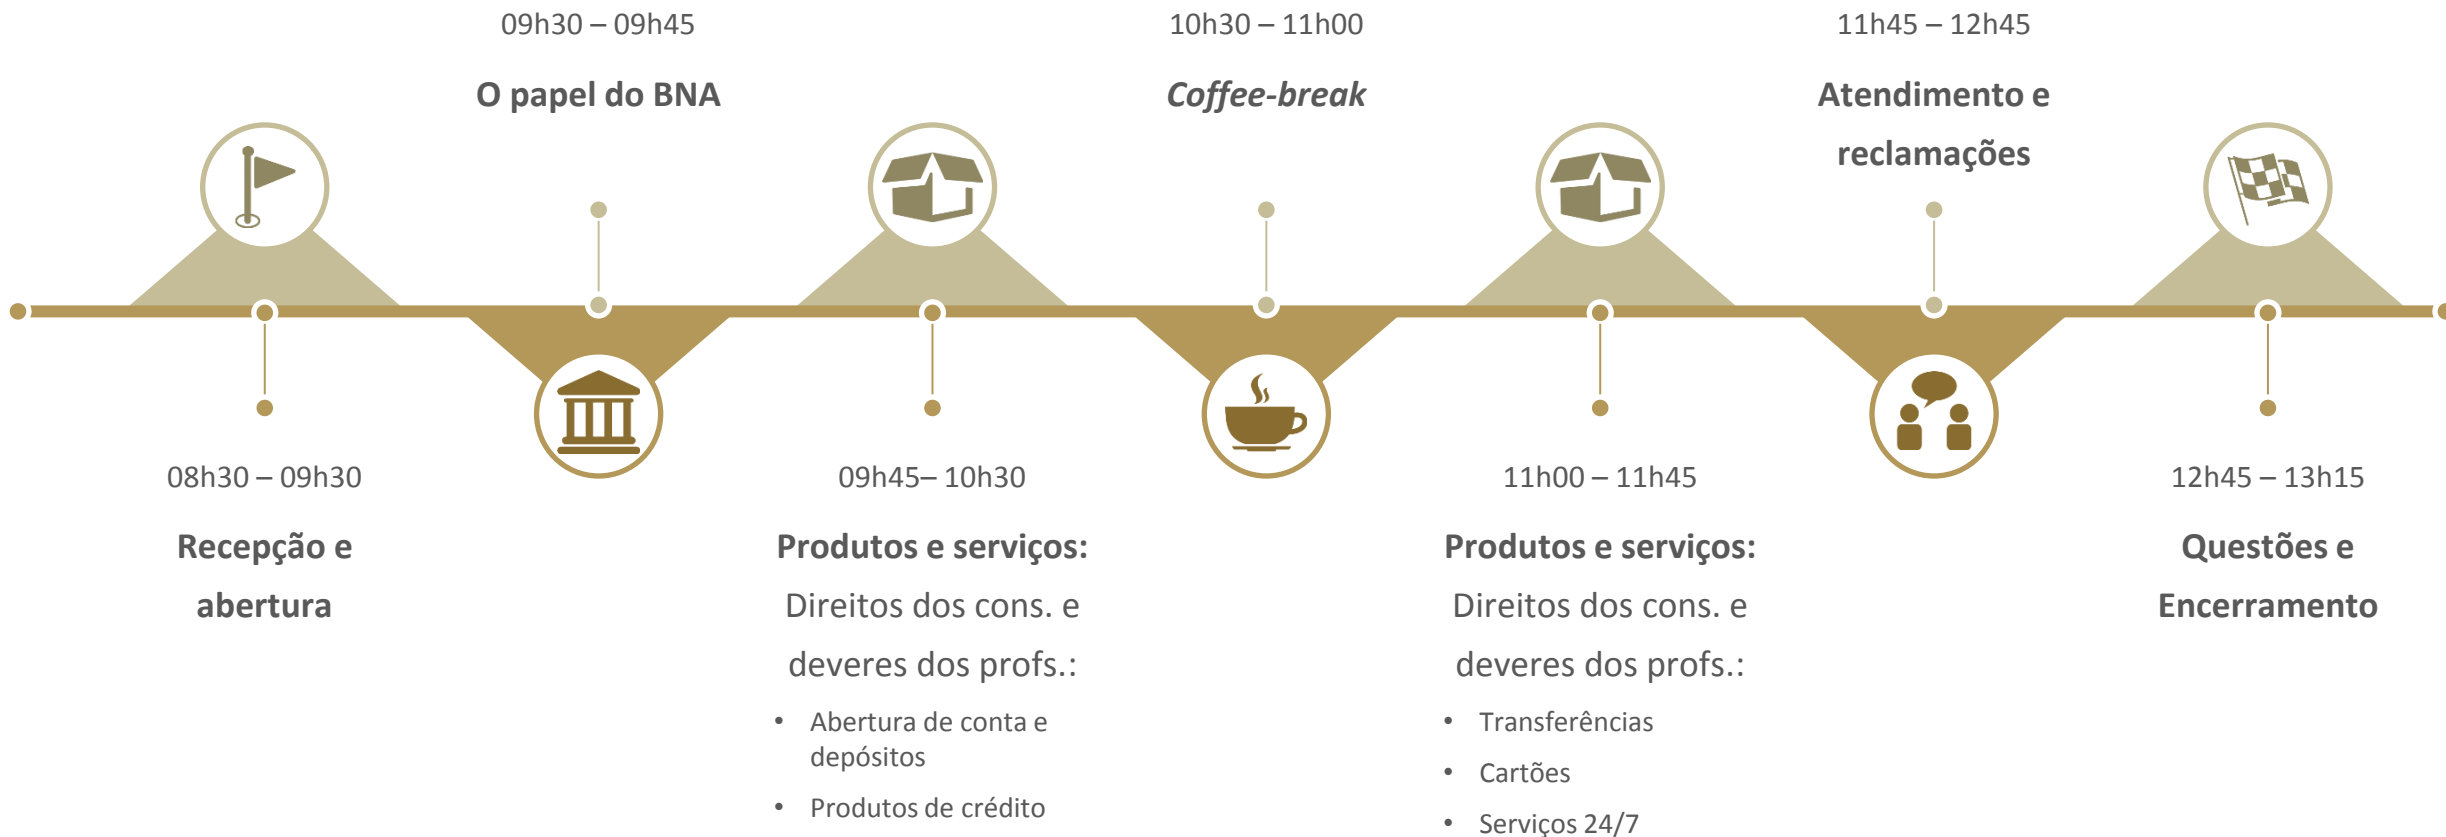 08h30 – 09h30
Recepção e
abertura
09h30 – 09h45
O papel do BNA
09h45– 10h30
Produtos e serviços:
Direitos dos cons. e
deveres dos profs.:
• Abertura de conta e
depósitos
• Produtos de crédito
10h30 – 11h00
Coffee-break
11h00 – 11h45
Produtos e serviços:
Direitos dos cons. e
deveres dos profs.:
• Transferências
• Cartões
• Serviços 24/7
11h45 – 12h45
Atendimento e
reclamações
12h45 – 13h15
Questões e
Encerramento